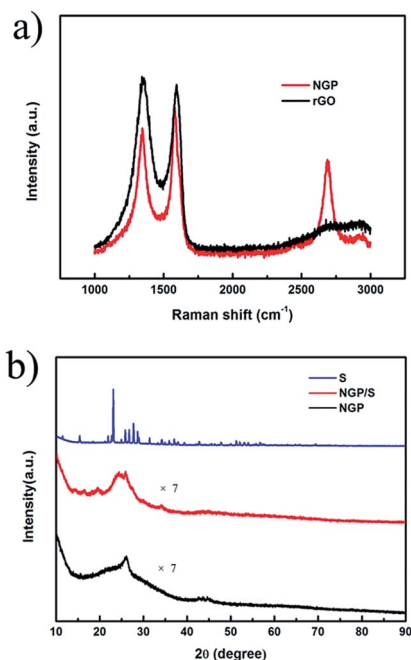 a)
NGP
rGO
Intensity (a.u.)
1000 1500 2000 2500 3000
Raman shift (cm⁻¹)
b)
S
NGP/S
NGP
× 7
× 7
Intensity(a.u.)
10 20 30 40 50 60 70 80 90
2θ (degree)